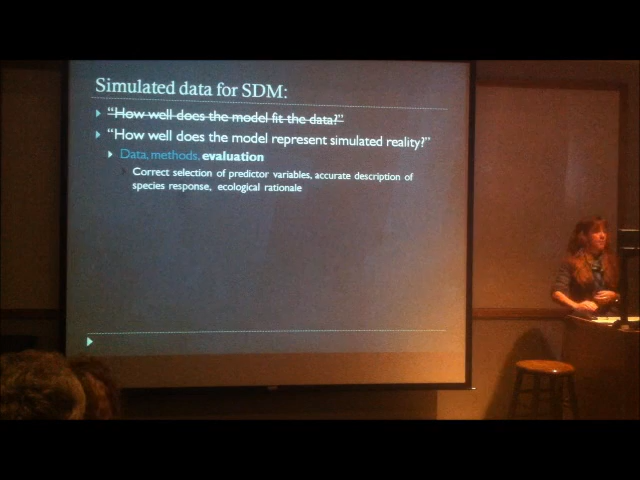 Simulated data for SDM:
"How well does the model fit the data?"
"How well does the model represent simulated reality?"
Data, methods, evaluation
Correct selection of predictor variables, accurate description of
species response, ecological rationale